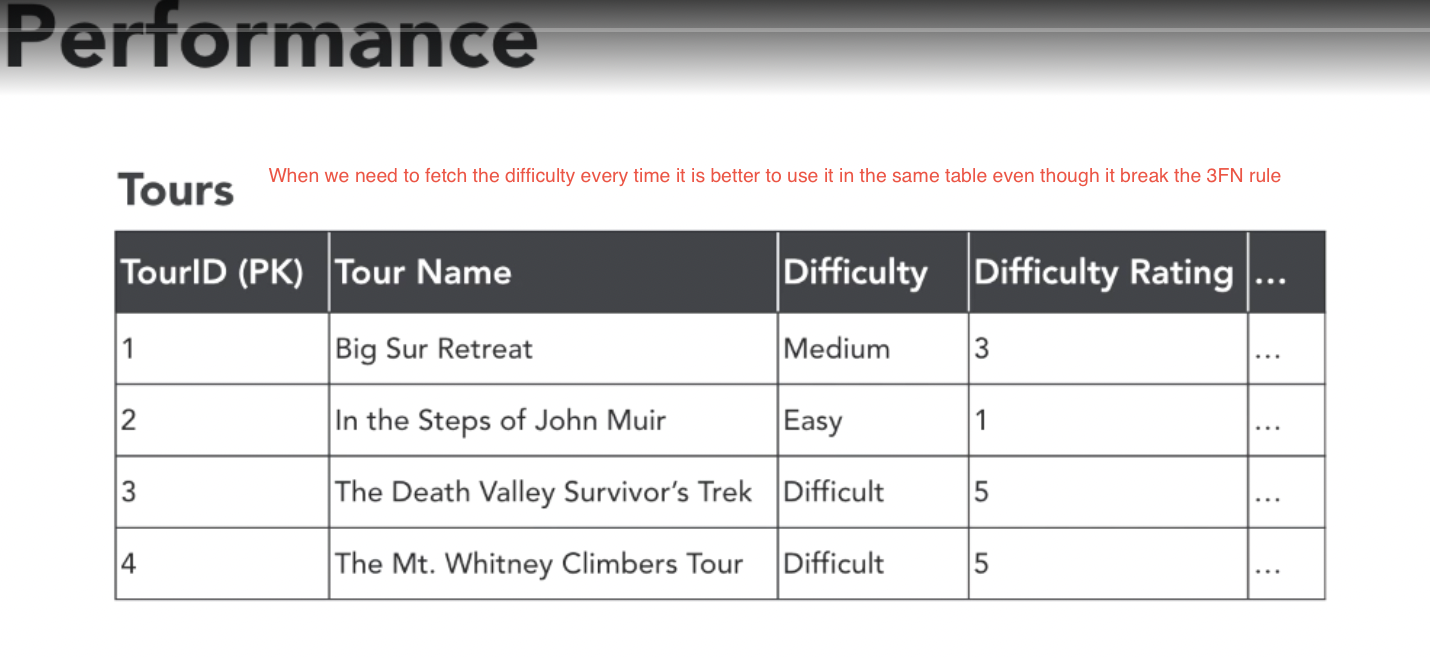 Performance
Tours
When we need to fetch the difficulty every time it is better to use it in the same table even though it break the 3FN rule
TourID (PK) Tour Name Difficulty Difficulty Rating ...
1 Big Sur Retreat Medium 3 ...
2 In the Steps of John Muir Easy 1 ...
3 The Death Valley Survivor’s Trek Difficult 5 ...
4 The Mt. Whitney Climbers Tour Difficult 5 ...